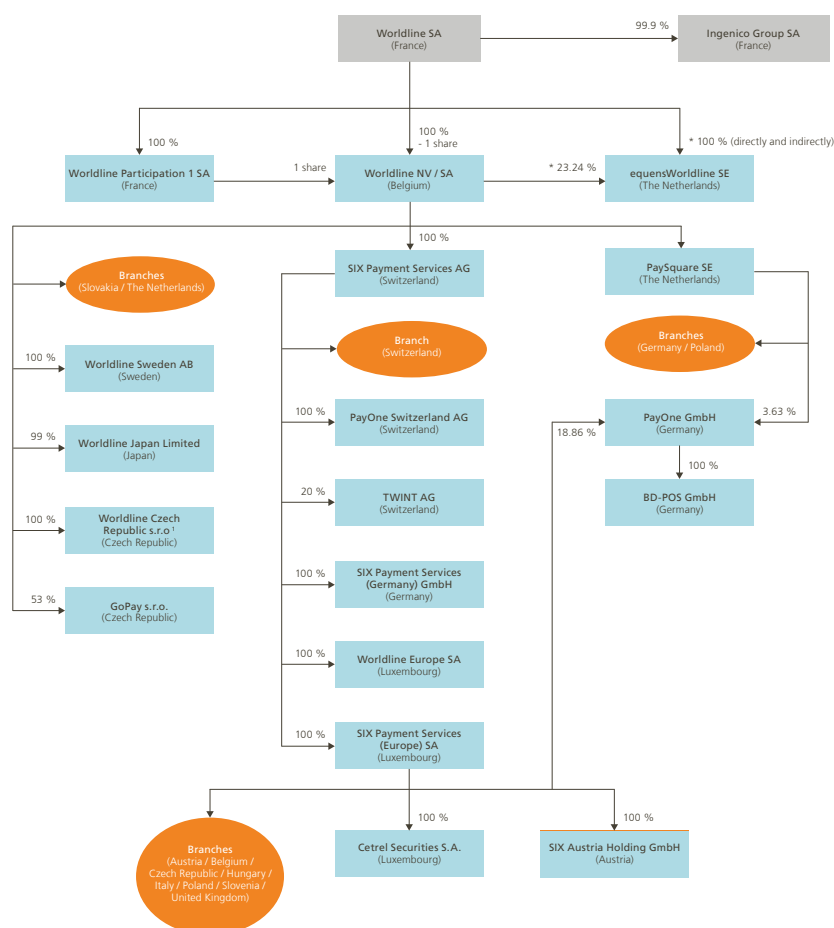 Worldline SA
(France)
99.9 %
Ingenico Group SA
(France)
100 %
100 %
- 1 share
* 100 % (directly and indirectly)
Worldline Participation 1 SA
(France)
1 share
Worldline NV / SA
(Belgium)
* 23.24 %
equensWorldline SE
(The Netherlands)
100 %
Branches
(Slovakia / The Netherlands)
SIX Payment Services AG
(Switzerland)
PaySquare SE
(The Netherlands)
Branch
(Switzerland)
Branches
(Germany / Poland)
100 %
Worldline Sweden AB
(Sweden)
100 %
PayOne Switzerland AG
(Switzerland)
18.86 %
PayOne GmbH
(Germany)
3.63 %
99 %
Worldline Japan Limited
(Japan)
100 %
20 %
TWINT AG
(Switzerland)
BD-POS GmbH
(Germany)
100 %
Worldline Czech
Republic s.r.o ¹
(Czech Republic)
100 %
SIX Payment Services
(Germany) GmbH
(Germany)
53 %
GoPay s.r.o.
(Czech Republic)
100 %
Worldline Europe SA
(Luxembourg)
100 %
SIX Payment Services
(Europe) SA
(Luxembourg)
100 %
100 %
Branches
(Austria / Belgium /
Czech Republic / Hungary /
Italy / Poland / Slovenia /
United Kingdom)
Cetrel Securities S.A.
(Luxembourg)
SIX Austria Holding GmbH
(Austria)